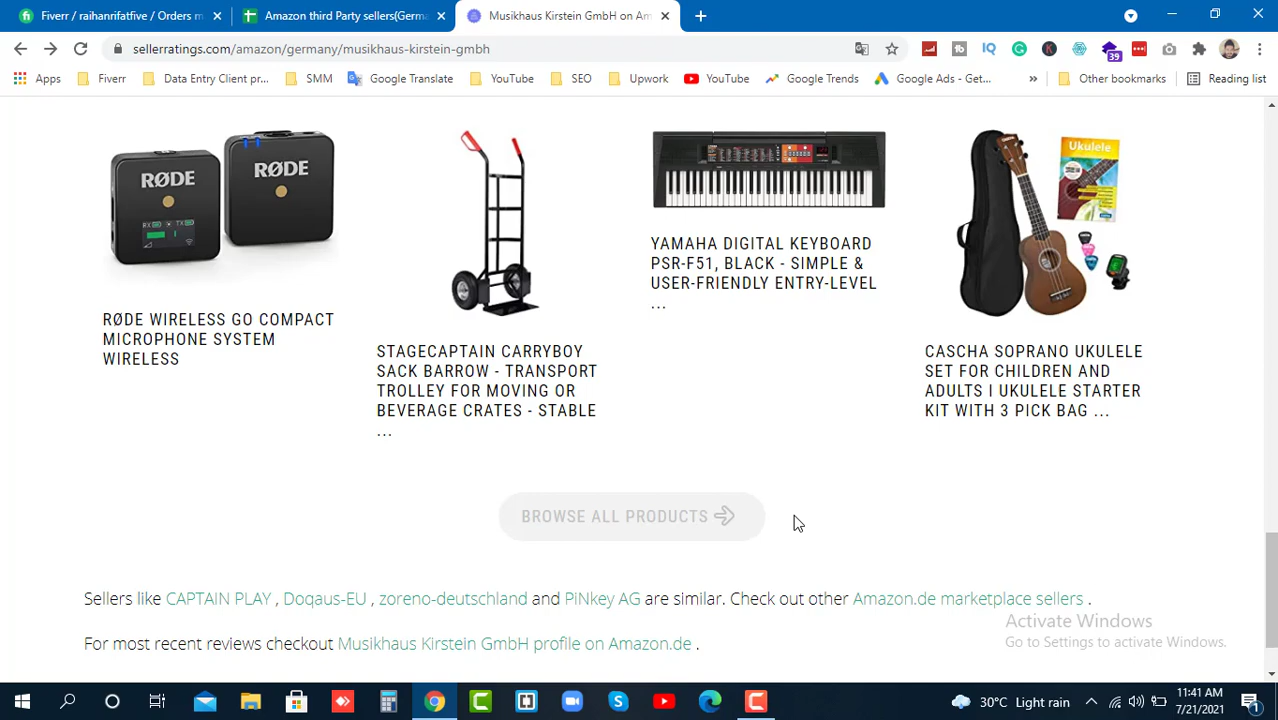 Fiverr / raihanrifatfive / Orders m
Amazon third Party sellers(Germa
Musikhaus Kirstein GmbH on Am
sellerratings.com/amazon/germany/musikhaus-kirstein-gmbh
IQ
39
Apps
Fiverr
Data Entry Client pr...
SMM
Google Translate
YouTube
SEO
Upwork
YouTube
Google Trends
Google Ads - Get...
»
Other bookmarks
Reading list
RØDE
RØDE
RX
TX
Ukulele
RØDE WIRELESS GO COMPACT
MICROPHONE SYSTEM
WIRELESS
STAGECAPTAIN CARRYBOY
SACK BARROW - TRANSPORT
TROLLEY FOR MOVING OR
BEVERAGE CRATES - STABLE
...
YAMAHA DIGITAL KEYBOARD
PSR-F51, BLACK - SIMPLE &
USER-FRIENDLY ENTRY-LEVEL
...
CASCHA SOPRANO UKULELE
SET FOR CHILDREN AND
ADULTS I UKULELE STARTER
KIT WITH 3 PICK BAG ...
BROWSE ALL PRODUCTS
Sellers like CAPTAIN PLAY , Doqaus-EU , zoreno-deutschland and PiNkey AG are similar. Check out other Amazon.de marketplace sellers .
For most recent reviews checkout Musikhaus Kirstein GmbH profile on Amazon.de .
Activate Windows
Go to Settings to activate Windows.
30°C Light rain
11:41 AM
7/21/2021
1